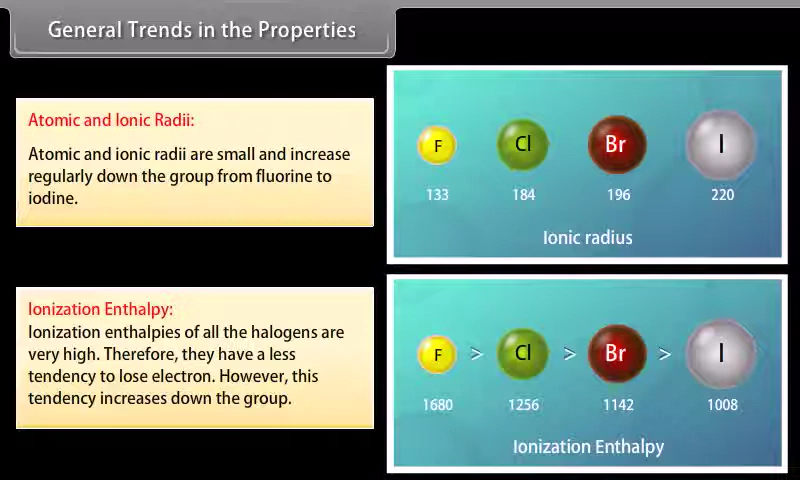 General Trends in the Properties
Atomic and Ionic Radii:
Atomic and ionic radii are small and increase
regularly down the group from fluorine to
iodine.
F Cl Br I
133 184 196 220
Ionic radius
Ionization Enthalpy:
Ionization enthalpies of all the halogens are
very high. Therefore, they have a less
tendency to lose electron. However, this
tendency increases down the group.
F > Cl > Br > I
1680 1256 1142 1008
Ionization Enthalpy